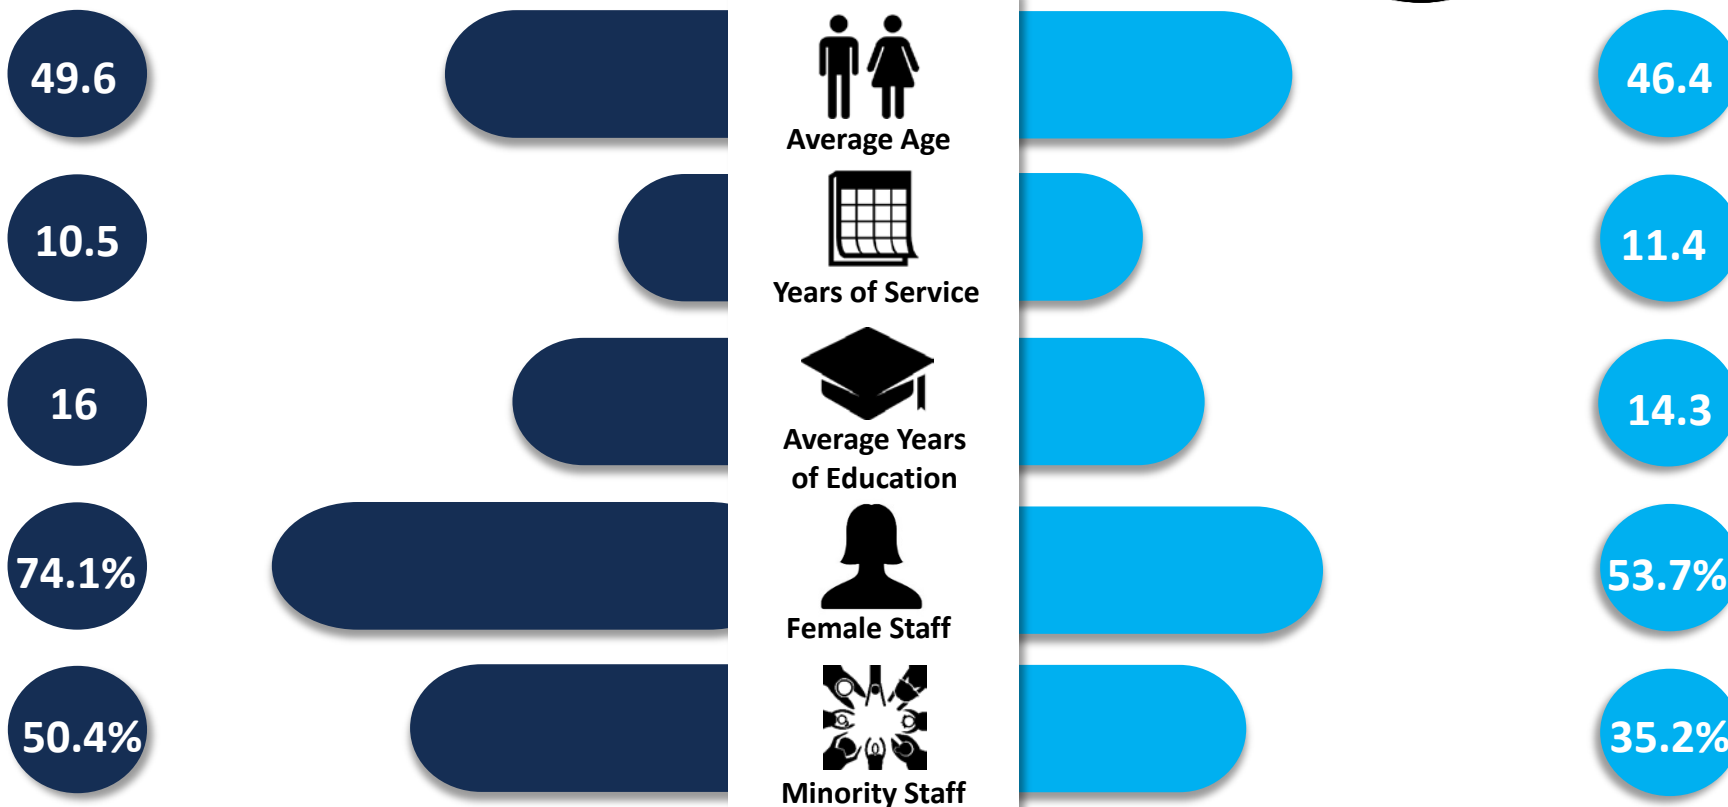 49.6
Average Age
46.4
10.5
Years of Service
11.4
16
Average Years
of Education
14.3
74.1%
Female Staff
53.7%
50.4%
Minority Staff
35.2%